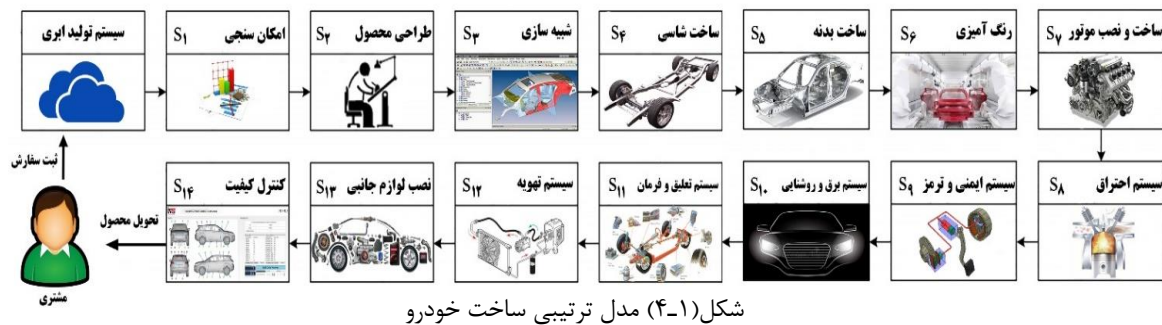 سیستم تولید ابری
S۱ امکان سنجی
S۲ طراحی محصول
S۳ شبیه سازی
S۴ ساخت شاسی
S۵ ساخت بدنه
S۶ رنگ آمیزی
S۷ ساخت و نصب موتور
S۸ سیستم احتراق
S۹ سیستم ایمنی و ترمز
S۱۰ سیستم برق و روشنایی
S۱۱ سیستم تعلیق و فرمان
S۱۲ سیستم تهویه
S۱۳ نصب لوازم جانبی
S۱۴ کنترل کیفیت
ثبت سفارش
تحویل محصول
مشتری
شکل(۱-۴) مدل ترتیبی ساخت خودرو